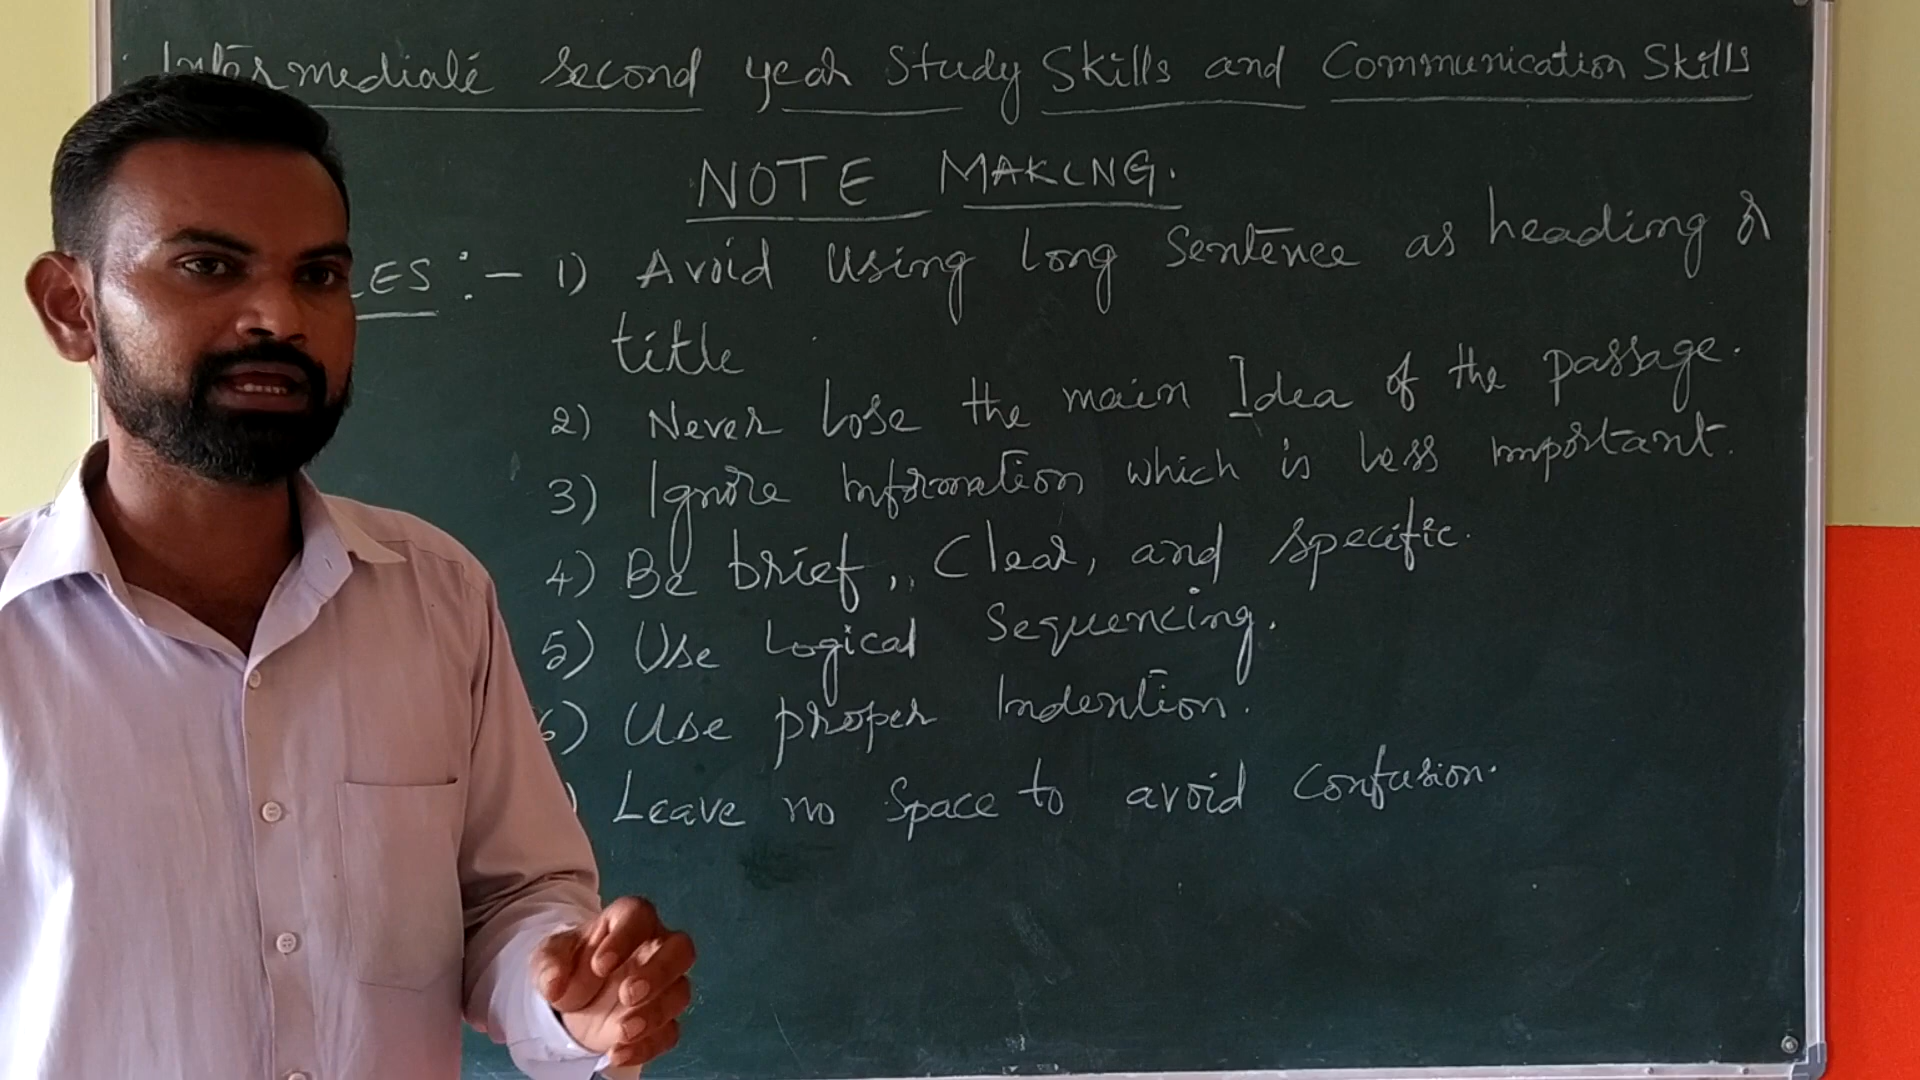 Intermediate second year Study Skills and Communication Skills
NOTE MAKING.
LES :- 1) Avoid Using long Sentence as heading or
title
2) Never lose the main Idea of the passage.
3) Ignore Information which is less important.
4) Be brief, Clear, and specific.
5) Use Logical Sequencing.
6) Use proper Indention.
) Leave no Space to avoid Confusion.